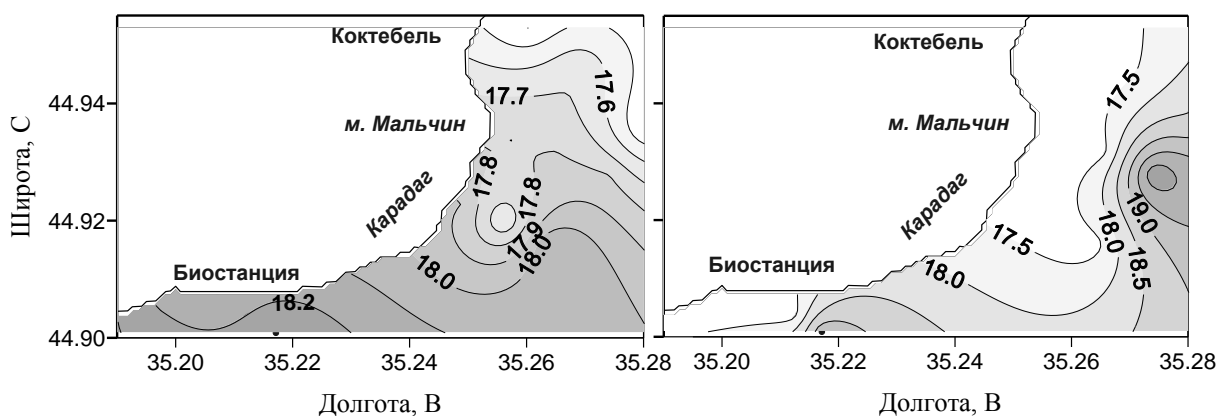 Коктебель
17.6
44.94
17.7
м. Мальчин
17.8
17.8
Карадаг
Широта, С
44.92
17.9
18.0
Биостанция
18.0
18.2
44.90
35.20
35.22
35.24
35.26
35.28
Долгота, В
Коктебель
17.5
м. Мальчин
Карадаг
19.0
18.0
17.5
18.5
Биостанция
18.0
35.20
35.22
35.24
35.26
35.28
Долгота, В